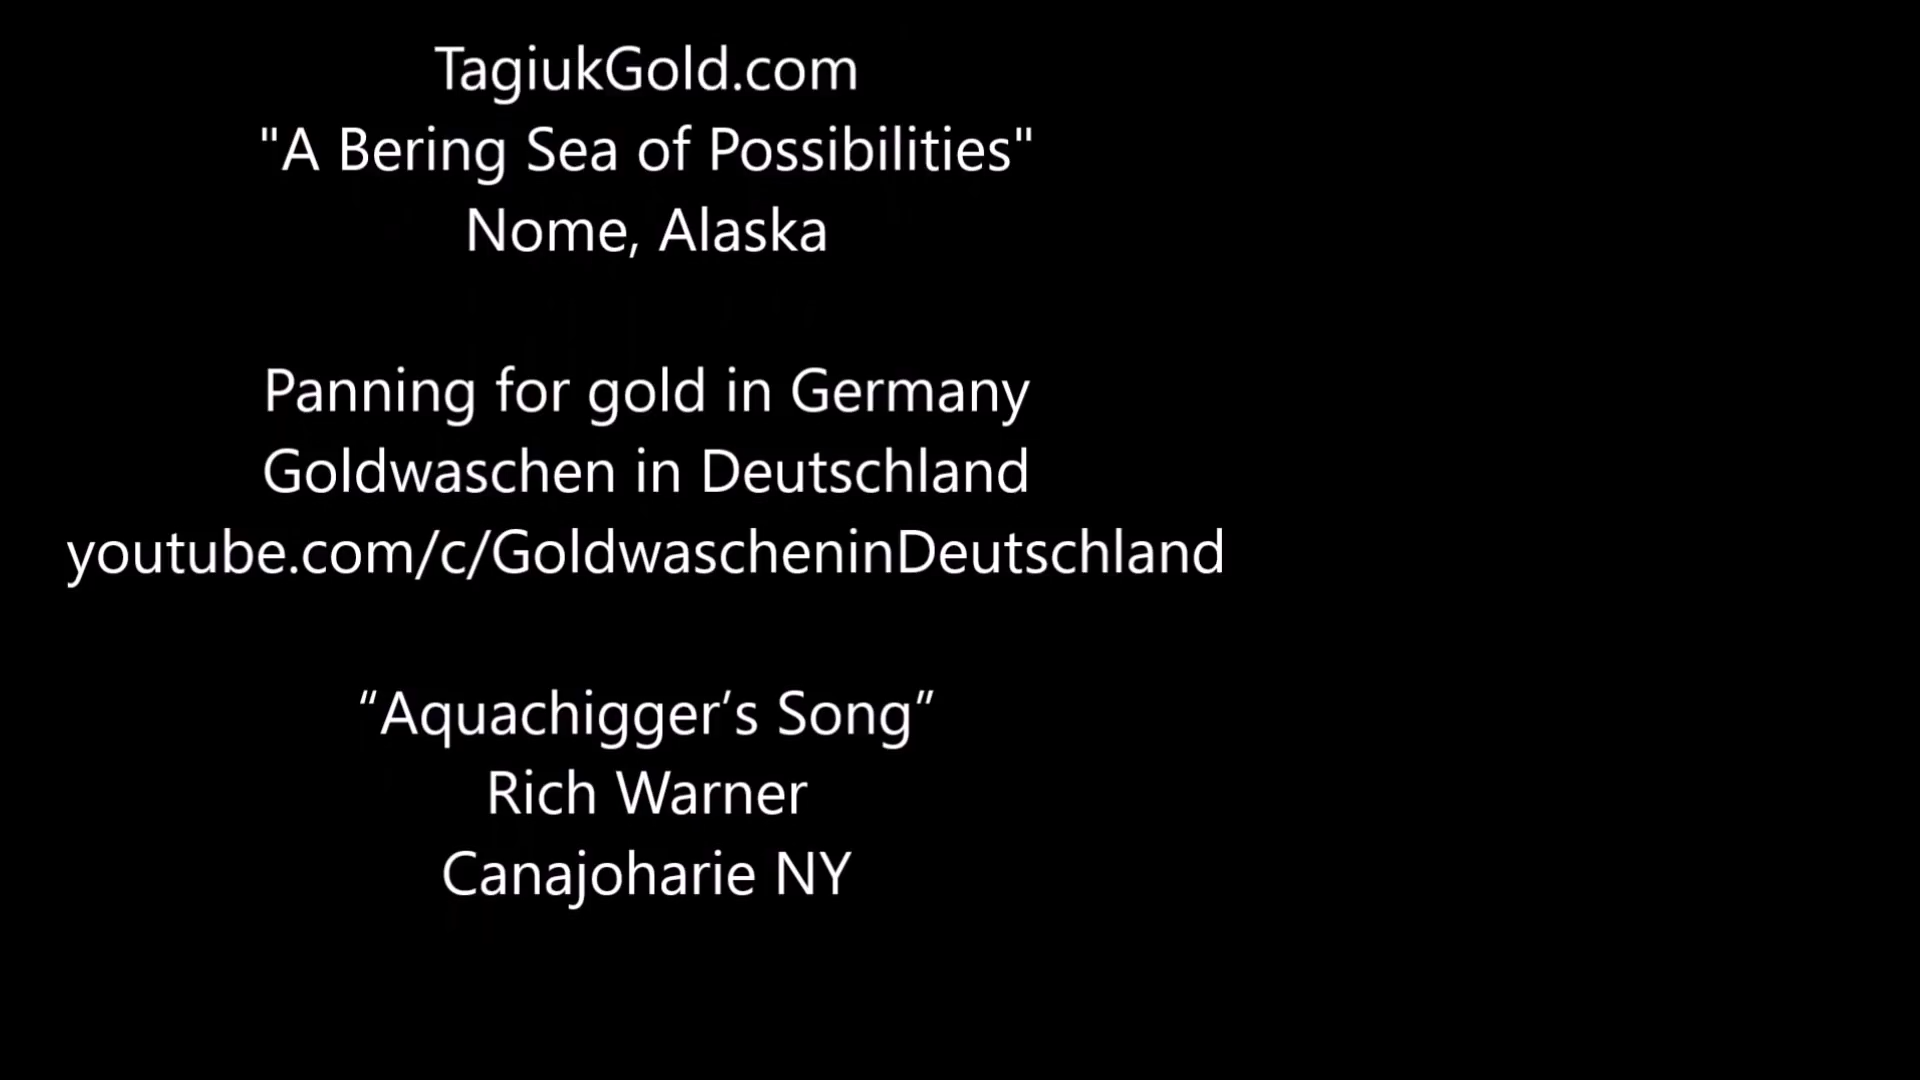 TagiukGold.com
"A Bering Sea of Possibilities"
Nome, Alaska
Panning for gold in Germany
Goldwaschen in Deutschland
youtube.com/c/GoldwascheninDeutschland
“Aquachigger’s Song”
Rich Warner
Canajoharie NY